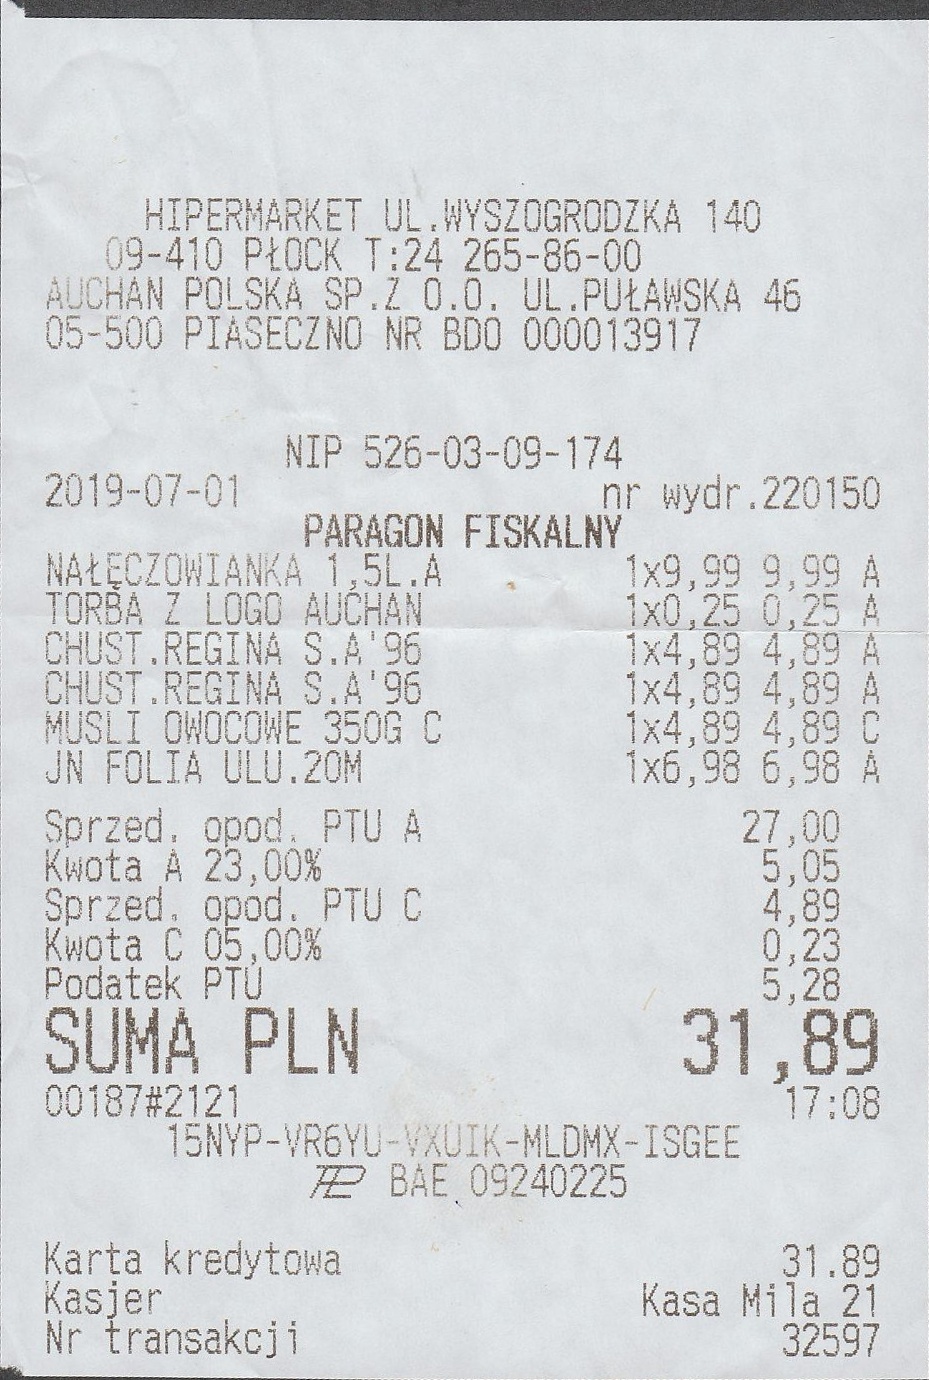 HIPERMARKET UL.WYSZOGRODZKA 140
09-410 PŁOCK T:24 265-86-00
AUCHAN POLSKA SP.Z O.O. UL.PUŁAWSKA 46
05-500 PIASECZNO NR BDO 000013917
NIP 526-03-09-174
2019-07-01 nr wydr.220150
PARAGON FISKALNY
NAŁĘCZOWIANKA 1,5L.A 1x9,99 9,99 A
TORBA Z LOGO AUCHAN 1x0,25 0,25 A
CHUST.REGINA S.A'96 1x4,89 4,89 A
CHUST.REGINA S.A'96 1x4,89 4,89 A
MUSLI OWOCOWE 350G C 1x4,89 4,89 C
JN FOLIA ULU.20M 1x6,98 6,98 A
Sprzed. opod. PTU A 27,00
Kwota A 23,00% 5,05
Sprzed. opod. PTU C 4,89
Kwota C 05,00% 0,23
Podatek PTU 5,28
SUMA PLN 31,89
00187#2121 17:08
15NYP-VR6YU-VXUIK-MLDMX-ISGEE
BAE 09240225
Karta kredytowa 31.89
Kasjer Kasa Mila 21
Nr transakcji 32597